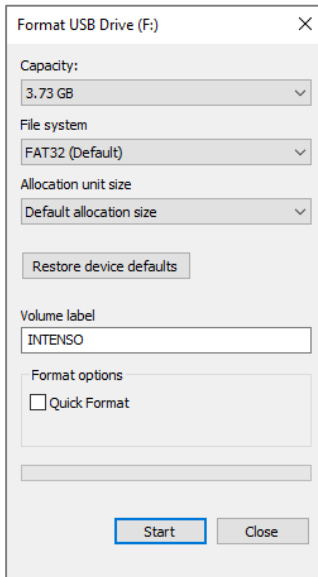 Format USB Drive (F:)
Capacity:
3.73 GB
File system
FAT32 (Default)
Allocation unit size
Default allocation size
Restore device defaults
Volume label
INTENSO
Format options
Quick Format
Start Close